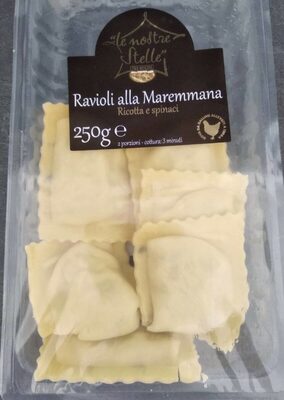 "le nostre
Stelle"
Ravioli alla Maremmana
Ricotta e spinaci
250g e
2 porzioni - cottura: 3 minuti